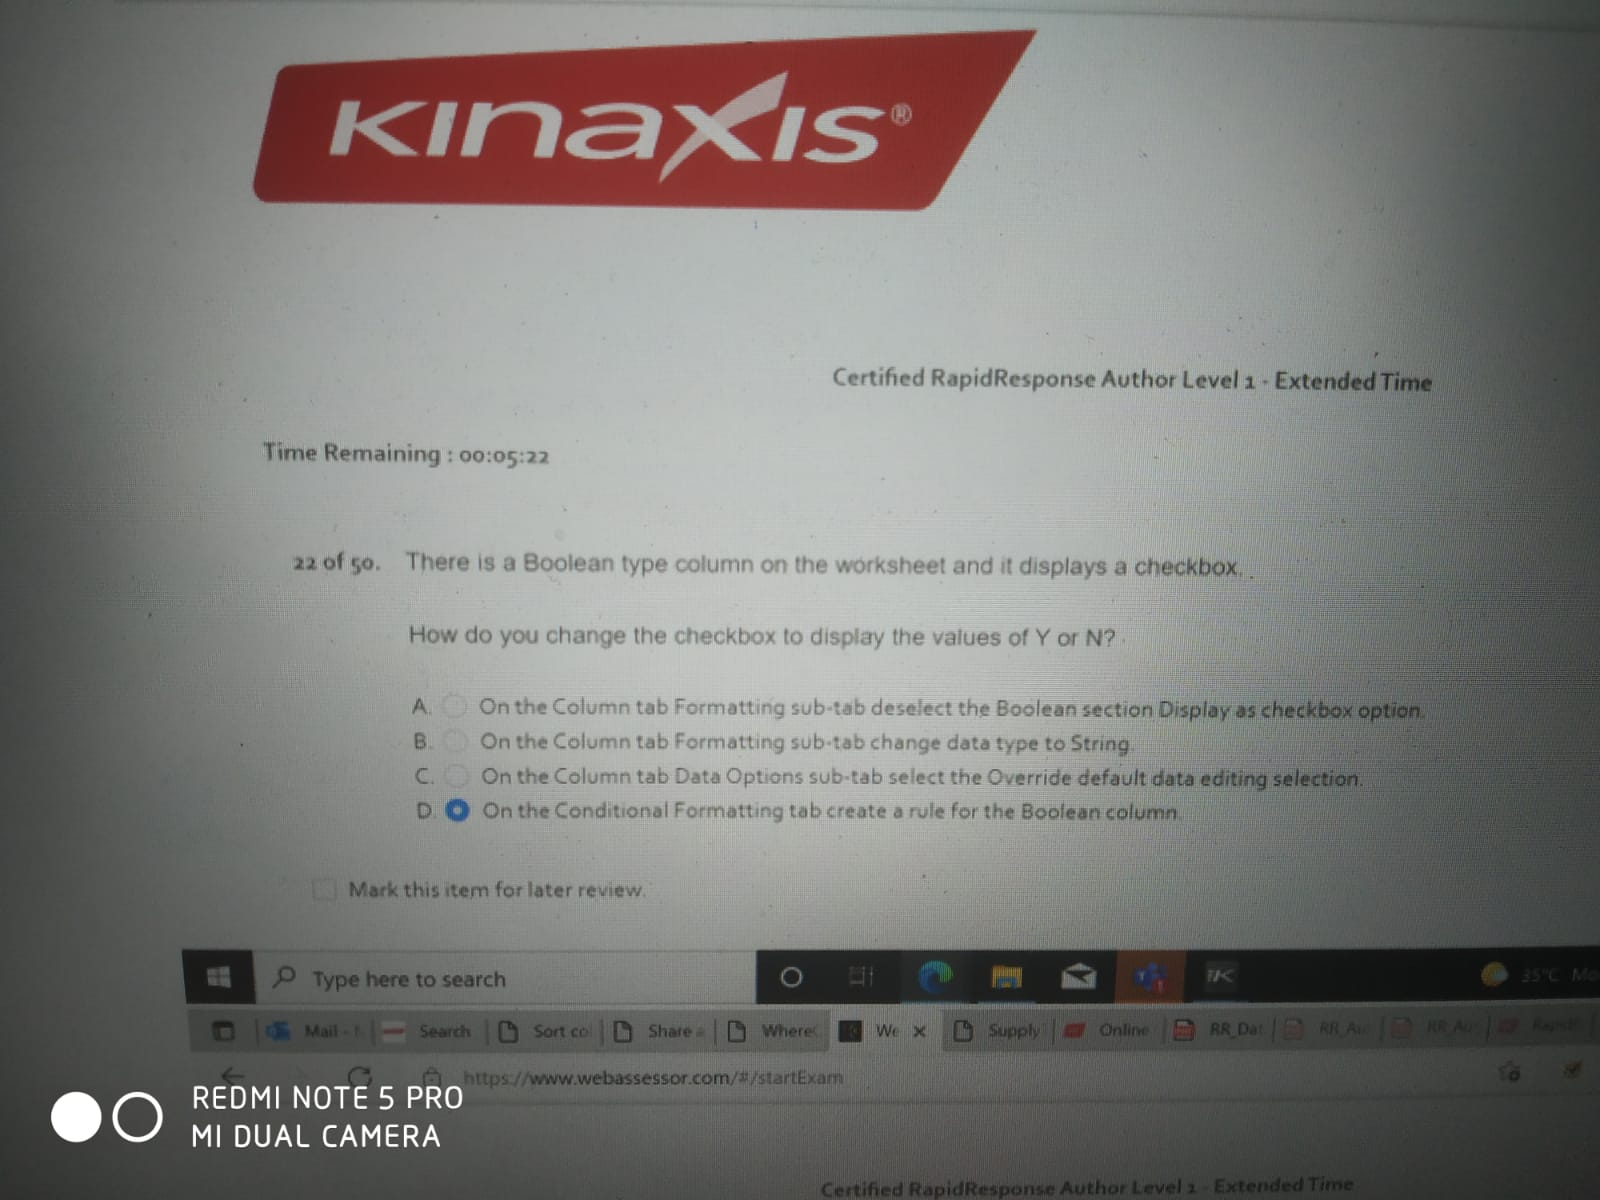 KINAXIS®
Certified RapidResponse Author Level 1 - Extended Time
Time Remaining : 00:05:22
22 of 50. There is a Boolean type column on the worksheet and it displays a checkbox.
How do you change the checkbox to display the values of Y or N?
A. On the Column tab Formatting sub-tab deselect the Boolean section Display as checkbox option.
B. On the Column tab Formatting sub-tab change data type to String.
C. On the Column tab Data Options sub-tab select the Override default data editing selection.
D. On the Conditional Formatting tab create a rule for the Boolean column.
Mark this item for later review.
Type here to search 35°C Mo
Mail - Search Sort co Share Where We Supply Online RR_Dat RR_Au RR_Au Rapid
https://www.webassessor.com/#/startExam
REDMI NOTE 5 PRO
MI DUAL CAMERA
Certified RapidResponse Author Level 1 - Extended Time